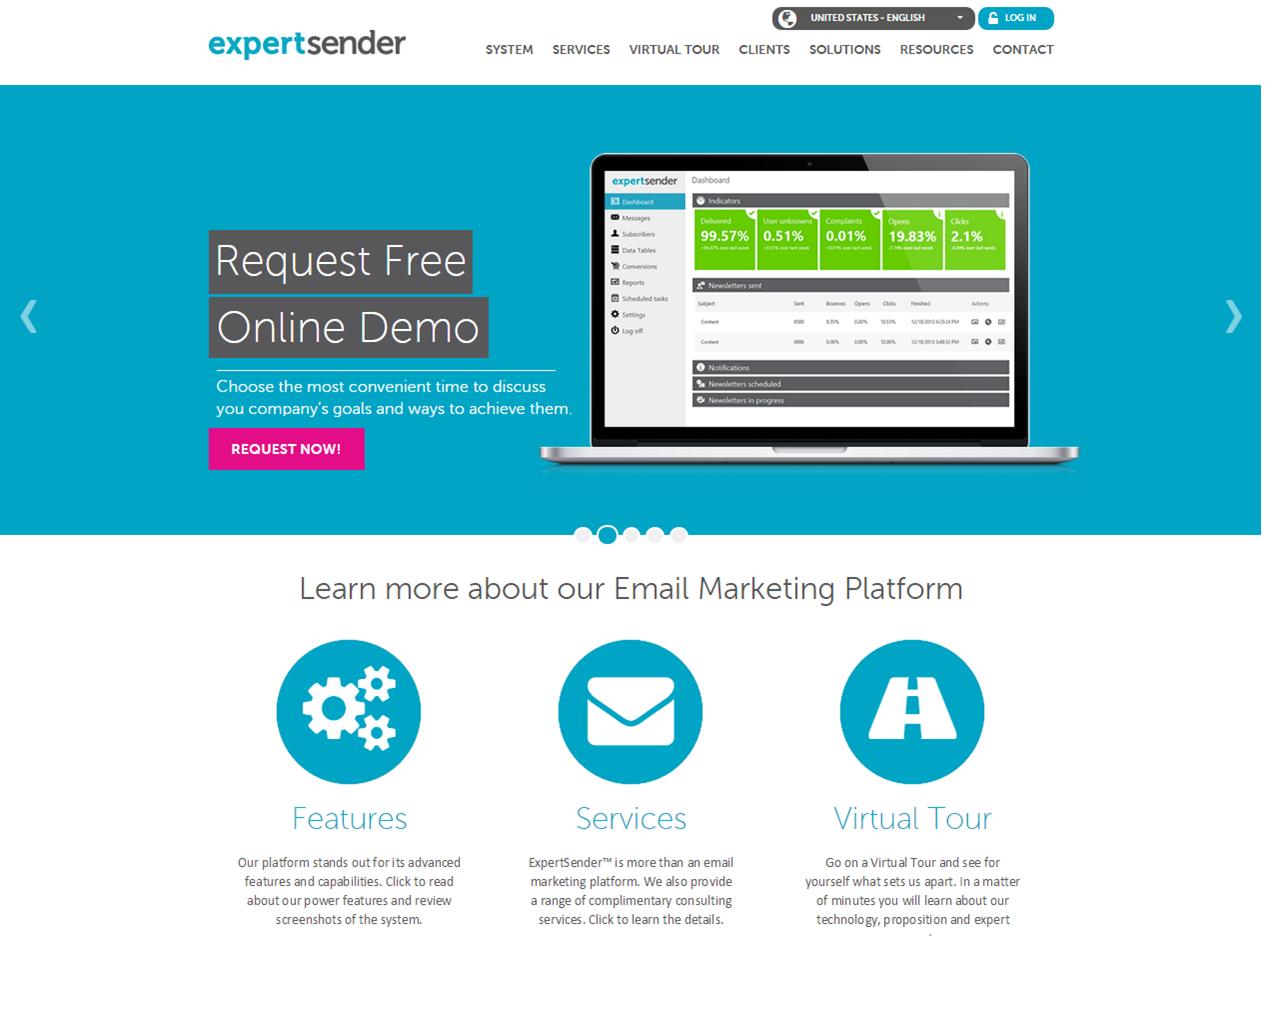 UNITED STATES - ENGLISH
LOG IN
expertsender
SYSTEM SERVICES VIRTUAL TOUR CLIENTS SOLUTIONS RESOURCES CONTACT
Request Free
Online Demo
Choose the most convenient time to discuss
you company's goals and ways to achieve them.
REQUEST NOW!
expertsender
Dashboard
Dashboard
Messages
Subscribers
Data Tables
Conversions
Reports
Scheduled tasks
Settings
Log off
Indicators
Delivered User unknowns Complaints Opens Clicks
99.57% 0.51% 0.01% 19.83% 2.1%
Newsletters sent
Subject Sent Bounces Opens Clicks Finished Actions
Content
Content
Notifications
Newsletters scheduled
Newsletters in progress
Learn more about our Email Marketing Platform
Features
Our platform stands out for its advanced
features and capabilities. Click to read
about our power features and review
screenshots of the system.
Services
ExpertSender™ is more than an email
marketing platform. We also provide
a range of complimentary consulting
services. Click to learn the details.
Virtual Tour
Go on a Virtual Tour and see for
yourself what sets us apart. In a matter
of minutes you will learn about our
technology, proposition and expert